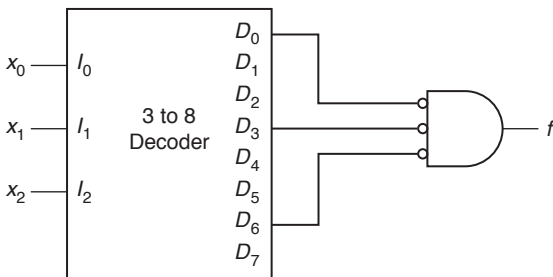 x₀ I₀
x₁ I₁
x₂ I₂
3 to 8
Decoder
D₀
D₁
D₂
D₃
D₄
D₅
D₆
D₇
f